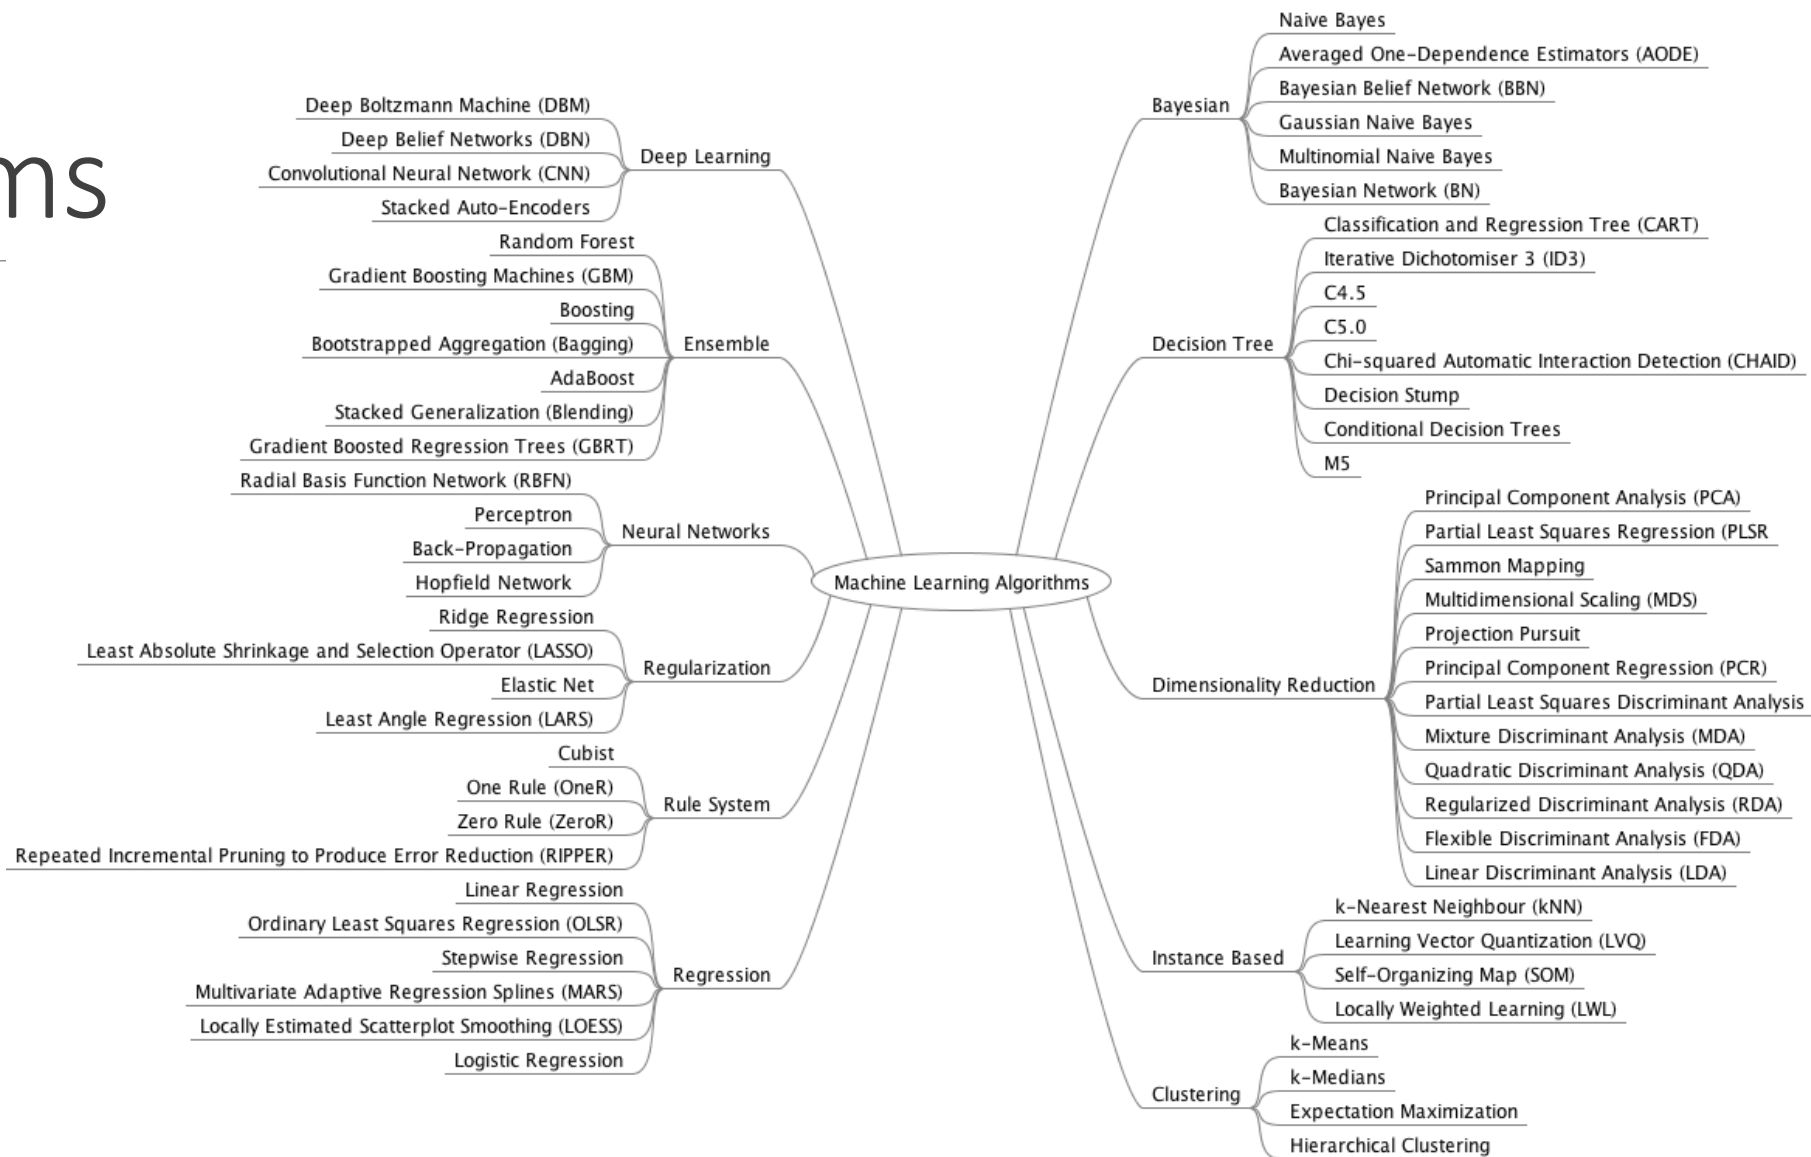 ms
Machine Learning Algorithms
Deep Learning
Deep Boltzmann Machine (DBM)
Deep Belief Networks (DBN)
Convolutional Neural Network (CNN)
Stacked Auto-Encoders
Ensemble
Random Forest
Gradient Boosting Machines (GBM)
Boosting
Bootstrapped Aggregation (Bagging)
AdaBoost
Stacked Generalization (Blending)
Gradient Boosted Regression Trees (GBRT)
Neural Networks
Radial Basis Function Network (RBFN)
Perceptron
Back-Propagation
Hopfield Network
Regularization
Ridge Regression
Least Absolute Shrinkage and Selection Operator (LASSO)
Elastic Net
Least Angle Regression (LARS)
Rule System
Cubist
One Rule (OneR)
Zero Rule (ZeroR)
Repeated Incremental Pruning to Produce Error Reduction (RIPPER)
Regression
Linear Regression
Ordinary Least Squares Regression (OLSR)
Stepwise Regression
Multivariate Adaptive Regression Splines (MARS)
Locally Estimated Scatterplot Smoothing (LOESS)
Logistic Regression
Bayesian
Naive Bayes
Averaged One-Dependence Estimators (AODE)
Bayesian Belief Network (BBN)
Gaussian Naive Bayes
Multinomial Naive Bayes
Bayesian Network (BN)
Decision Tree
Classification and Regression Tree (CART)
Iterative Dichotomiser 3 (ID3)
C4.5
C5.0
Chi-squared Automatic Interaction Detection (CHAID)
Decision Stump
Conditional Decision Trees
M5
Dimensionality Reduction
Principal Component Analysis (PCA)
Partial Least Squares Regression (PLSR
Sammon Mapping
Multidimensional Scaling (MDS)
Projection Pursuit
Principal Component Regression (PCR)
Partial Least Squares Discriminant Analysis
Mixture Discriminant Analysis (MDA)
Quadratic Discriminant Analysis (QDA)
Regularized Discriminant Analysis (RDA)
Flexible Discriminant Analysis (FDA)
Linear Discriminant Analysis (LDA)
Instance Based
k-Nearest Neighbour (kNN)
Learning Vector Quantization (LVQ)
Self-Organizing Map (SOM)
Locally Weighted Learning (LWL)
Clustering
k-Means
k-Medians
Expectation Maximization
Hierarchical Clustering